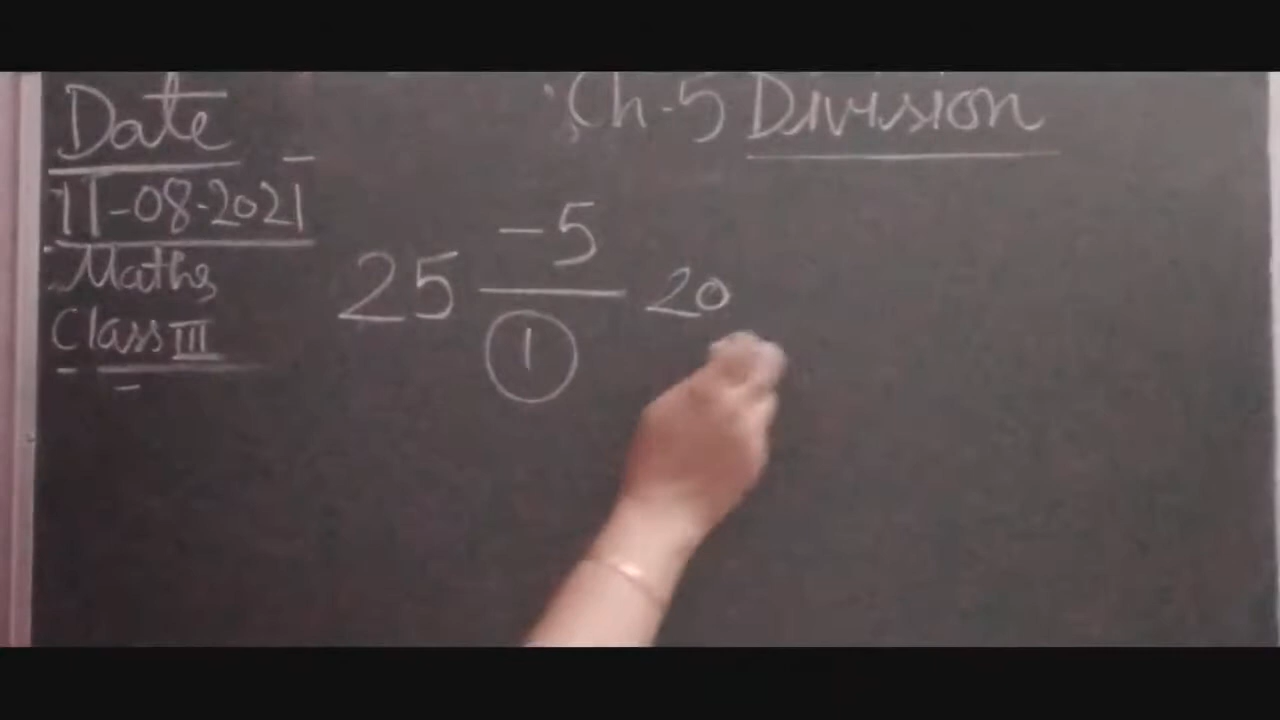 Ch-5 Division
Date
11-08-2021
Maths
Class III
25 -5 20
1